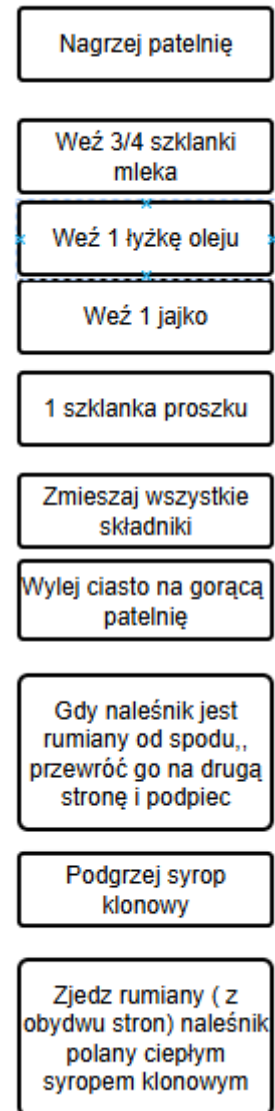 Nagrzej patelnię
Weź 3/4 szklanki
mleka
Weź 1 łyżkę oleju
Weź 1 jajko
1 szklanka proszku
Zmieszaj wszystkie
składniki
Wylej ciasto na gorącą
patelnię
Gdy naleśnik jest
rumiany od spodu,,
przewróć go na drugą
stronę i podpiec
Podgrzej syrop
klonowy
Zjedz rumiany ( z
obydwu stron) naleśnik
polany ciepłym
syropem klonowym